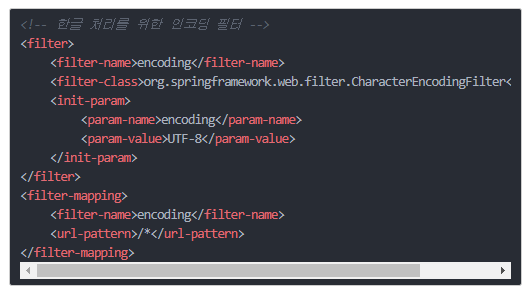 <!-- 한글 처리를 위한 인코딩 필터 -->
<filter>
    <filter-name>encoding</filter-name>
    <filter-class>org.springframework.web.filter.CharacterEncodingFilter<
    <init-param>
        <param-name>encoding</param-name>
        <param-value>UTF-8</param-value>
    </init-param>
</filter>
<filter-mapping>
    <filter-name>encoding</filter-name>
    <url-pattern>/*</url-pattern>
</filter-mapping>